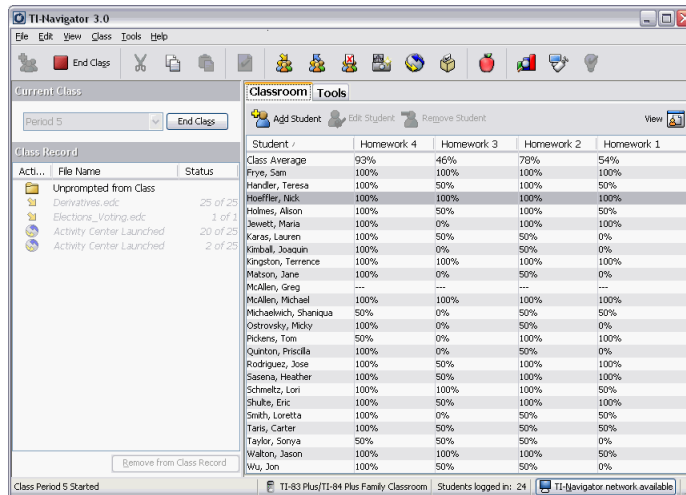 TI-Navigator 3.0
File Edit View Class Tools Help
End Class
Current Class
Period 5 End Class
Class Record
Acti... File Name Status
Unprompted from Class
Derivatives.edc 25 of 25
Elections_Voting.edc 1 of 1
Activity Center Launched 20 of 25
Activity Center Launched 2 of 25
Remove from Class Record
Classroom Tools
Add Student Edit Student Remove Student View
Student / Homework 4 Homework 3 Homework 2 Homework 1
Class Average 93% 46% 78% 54%
Frye, Sam 100% 100% 100% 100%
Handler, Teresa 100% 50% 100% 50%
Hoeffler, Nick 100% 100% 100% 100%
Holmes, Alison 100% 50% 100% 50%
Jewett, Maria 100% 0% 100% 100%
Karas, Lauren 100% 50% 50% 0%
Kimball, Joaquin 100% 0% 50% 0%
Kingston, Terrence 100% 100% 100% 100%
Matson, Jane 100% 0% 50% 0%
McAllen, Greg --- --- --- ---
McAllen, Michael 100% 100% 100% 100%
Michaelwich, Shaniqua 50% 0% 50% 50%
Ostrovsky, Micky 100% 0% 50% 0%
Pickens, Tom 50% 0% 100% 100%
Quinton, Priscilla 100% 0% 50% 0%
Rodriguez, Jose 100% 50% 100% 100%
Sasena, Heather 100% 50% 100% 100%
Schmeltz, Lori 100% 100% 100% 50%
Shulte, Eric 100% 50% 100% 100%
Smith, Loretta 100% 0% 50% 50%
Taris, Carter 100% 50% 100% 50%
Taylor, Sonya 50% 50% 50% 0%
Walton, Jason 100% 100% 100% 50%
Wu, Jon 100% 50% 50% 0%
Class Period 5 Started TI-83 Plus/TI-84 Plus Family Classroom Students logged in: 24 TI-Navigator network available